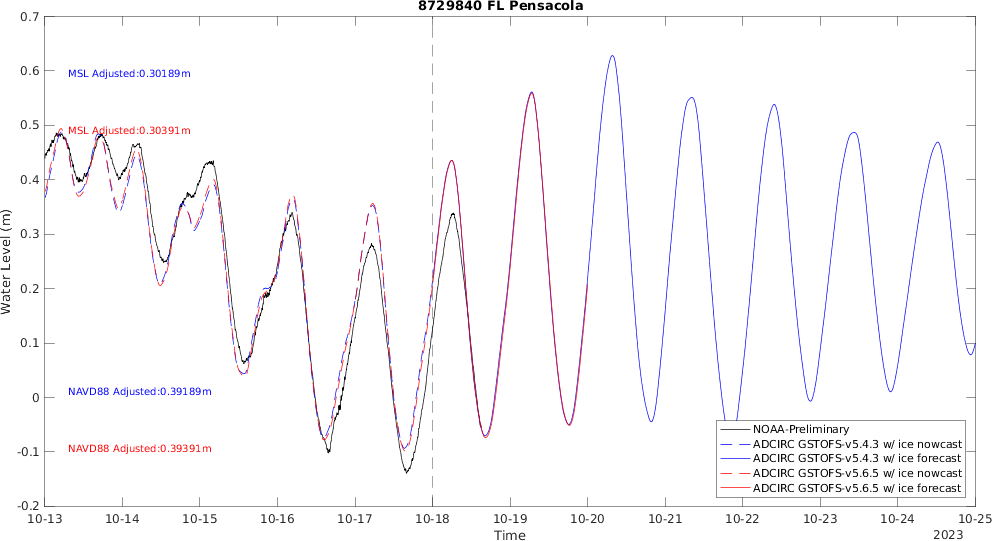 8729840 FL Pensacola
0.7
0.6
0.5
0.4
0.3
0.2
0.1
0
-0.1
-0.2
Water Level (m)
MSL Adjusted:0.30189m
MSL Adjusted:0.30391m
NAVD88 Adjusted:0.39189m
NAVD88 Adjusted:0.39391m
NOAA-Preliminary
ADCIRC GSTOFS-v5.4.3 w/ ice nowcast
ADCIRC GSTOFS-v5.4.3 w/ ice forecast
ADCIRC GSTOFS-v5.6.5 w/ ice nowcast
ADCIRC GSTOFS-v5.6.5 w/ ice forecast
10-13 10-14 10-15 10-16 10-17 10-18 10-19 10-20 10-21 10-22 10-23 10-24 10-25
Time
2023